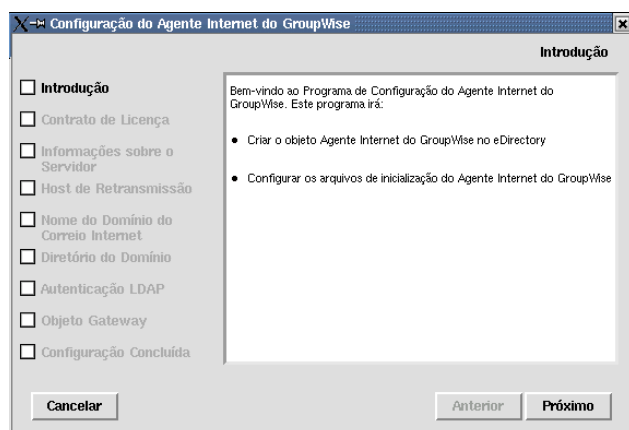 Configuração do Agente Internet do GroupWise
Introdução
Introdução
Contrato de Licença
Informações sobre o
Servidor
Host de Retransmissão
Nome do Domínio do
Correio Internet
Diretório do Domínio
Autenticação LDAP
Objeto Gateway
Configuração Concluída
Bem-vindo ao Programa de Configuração do Agente Internet do
GroupWise. Este programa irá:
• Criar o objeto Agente Internet do GroupWise no eDirectory
• Configurar os arquivos de inicialização do Agente Internet do GroupWise
Cancelar
Anterior
Próximo